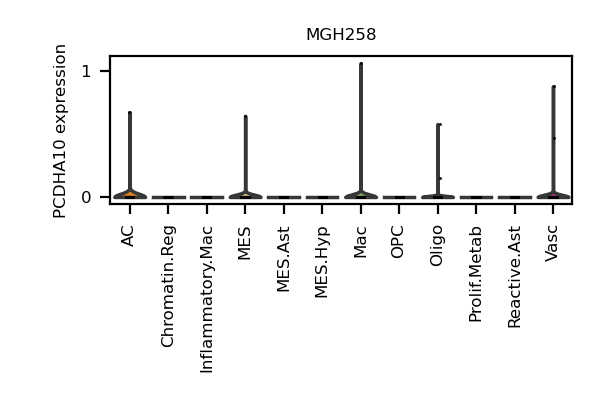 MGH258
PCDHA10 expression
1
0
AC
Chromatin.Reg
Inflammatory.Mac
MES
MES.Ast
MES.Hyp
Mac
OPC
Oligo
Prolif.Metab
Reactive.Ast
Vasc